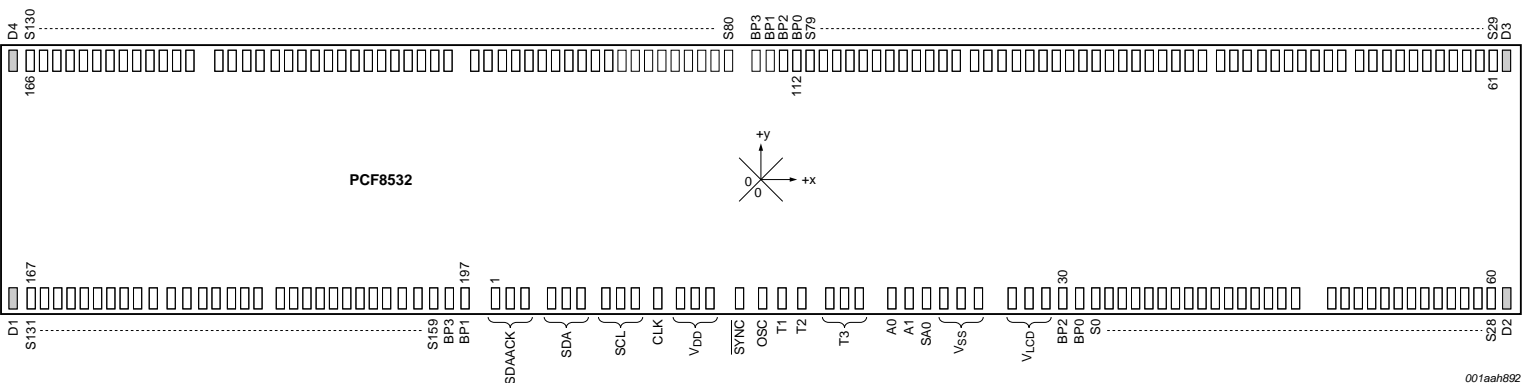 D4 S130 S80 BP3 BP1 BP2 BP0 S79 S29 D3
166 112 61
+y
PCF8532
0 +x
0
167 197 1 30 60
D1 S131 S159 BP3 BP1 SDAACK SDA SCL CLK VDD SYNC OSC T1 T2 T3 A0 A1 SA0 VSS VLCD BP2 BP0 S0 S28 D2
001aah892